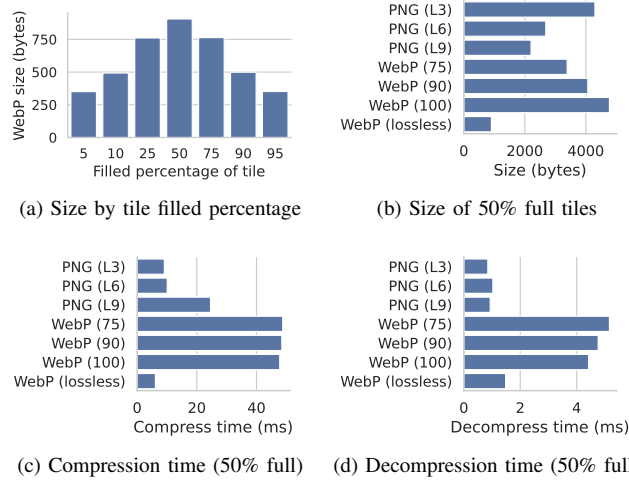 WebP size (bytes)
750
500
250
0
5 10 25 50 75 90 95
Filled percentage of tile
(a) Size by tile filled percentage
PNG (L3)
PNG (L6)
PNG (L9)
WebP (75)
WebP (90)
WebP (100)
WebP (lossless)
0 2000 4000
Size (bytes)
(b) Size of 50% full tiles
PNG (L3)
PNG (L6)
PNG (L9)
WebP (75)
WebP (90)
WebP (100)
WebP (lossless)
0 20 40
Compress time (ms)
(c) Compression time (50% full)
PNG (L3)
PNG (L6)
PNG (L9)
WebP (75)
WebP (90)
WebP (100)
WebP (lossless)
0 2 4
Decompress time (ms)
(d) Decompression time (50% full